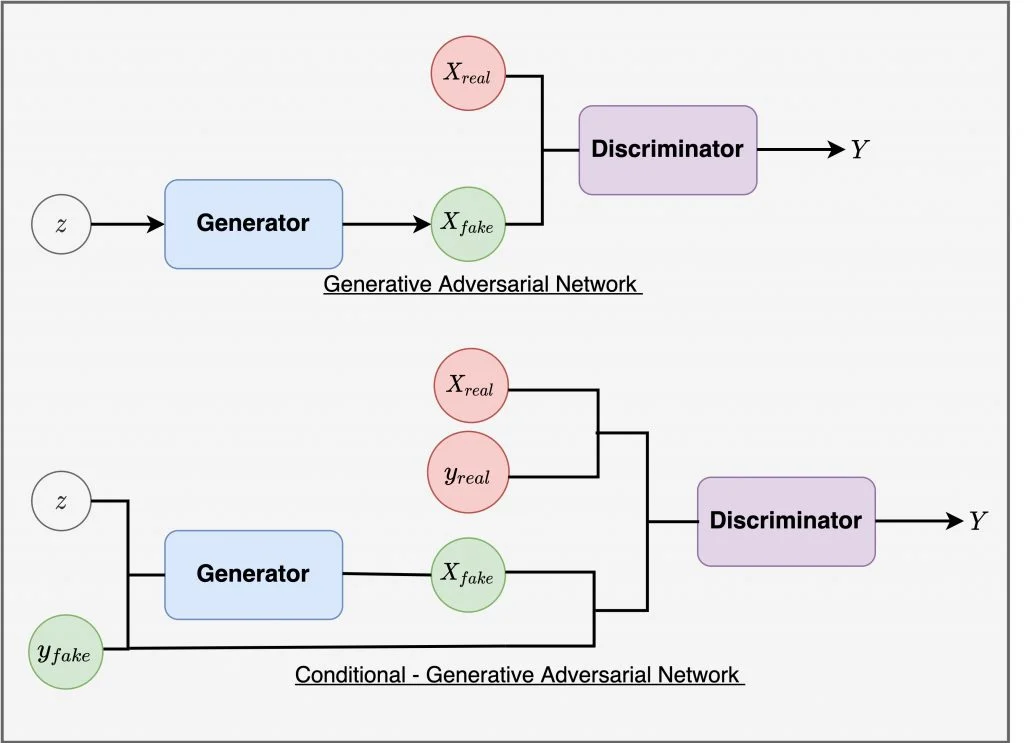 X_real
Discriminator
Y
z
Generator
X_fake
Generative Adversarial Network
X_real
y_real
z
Discriminator
Y
Generator
X_fake
y_fake
Conditional - Generative Adversarial Network